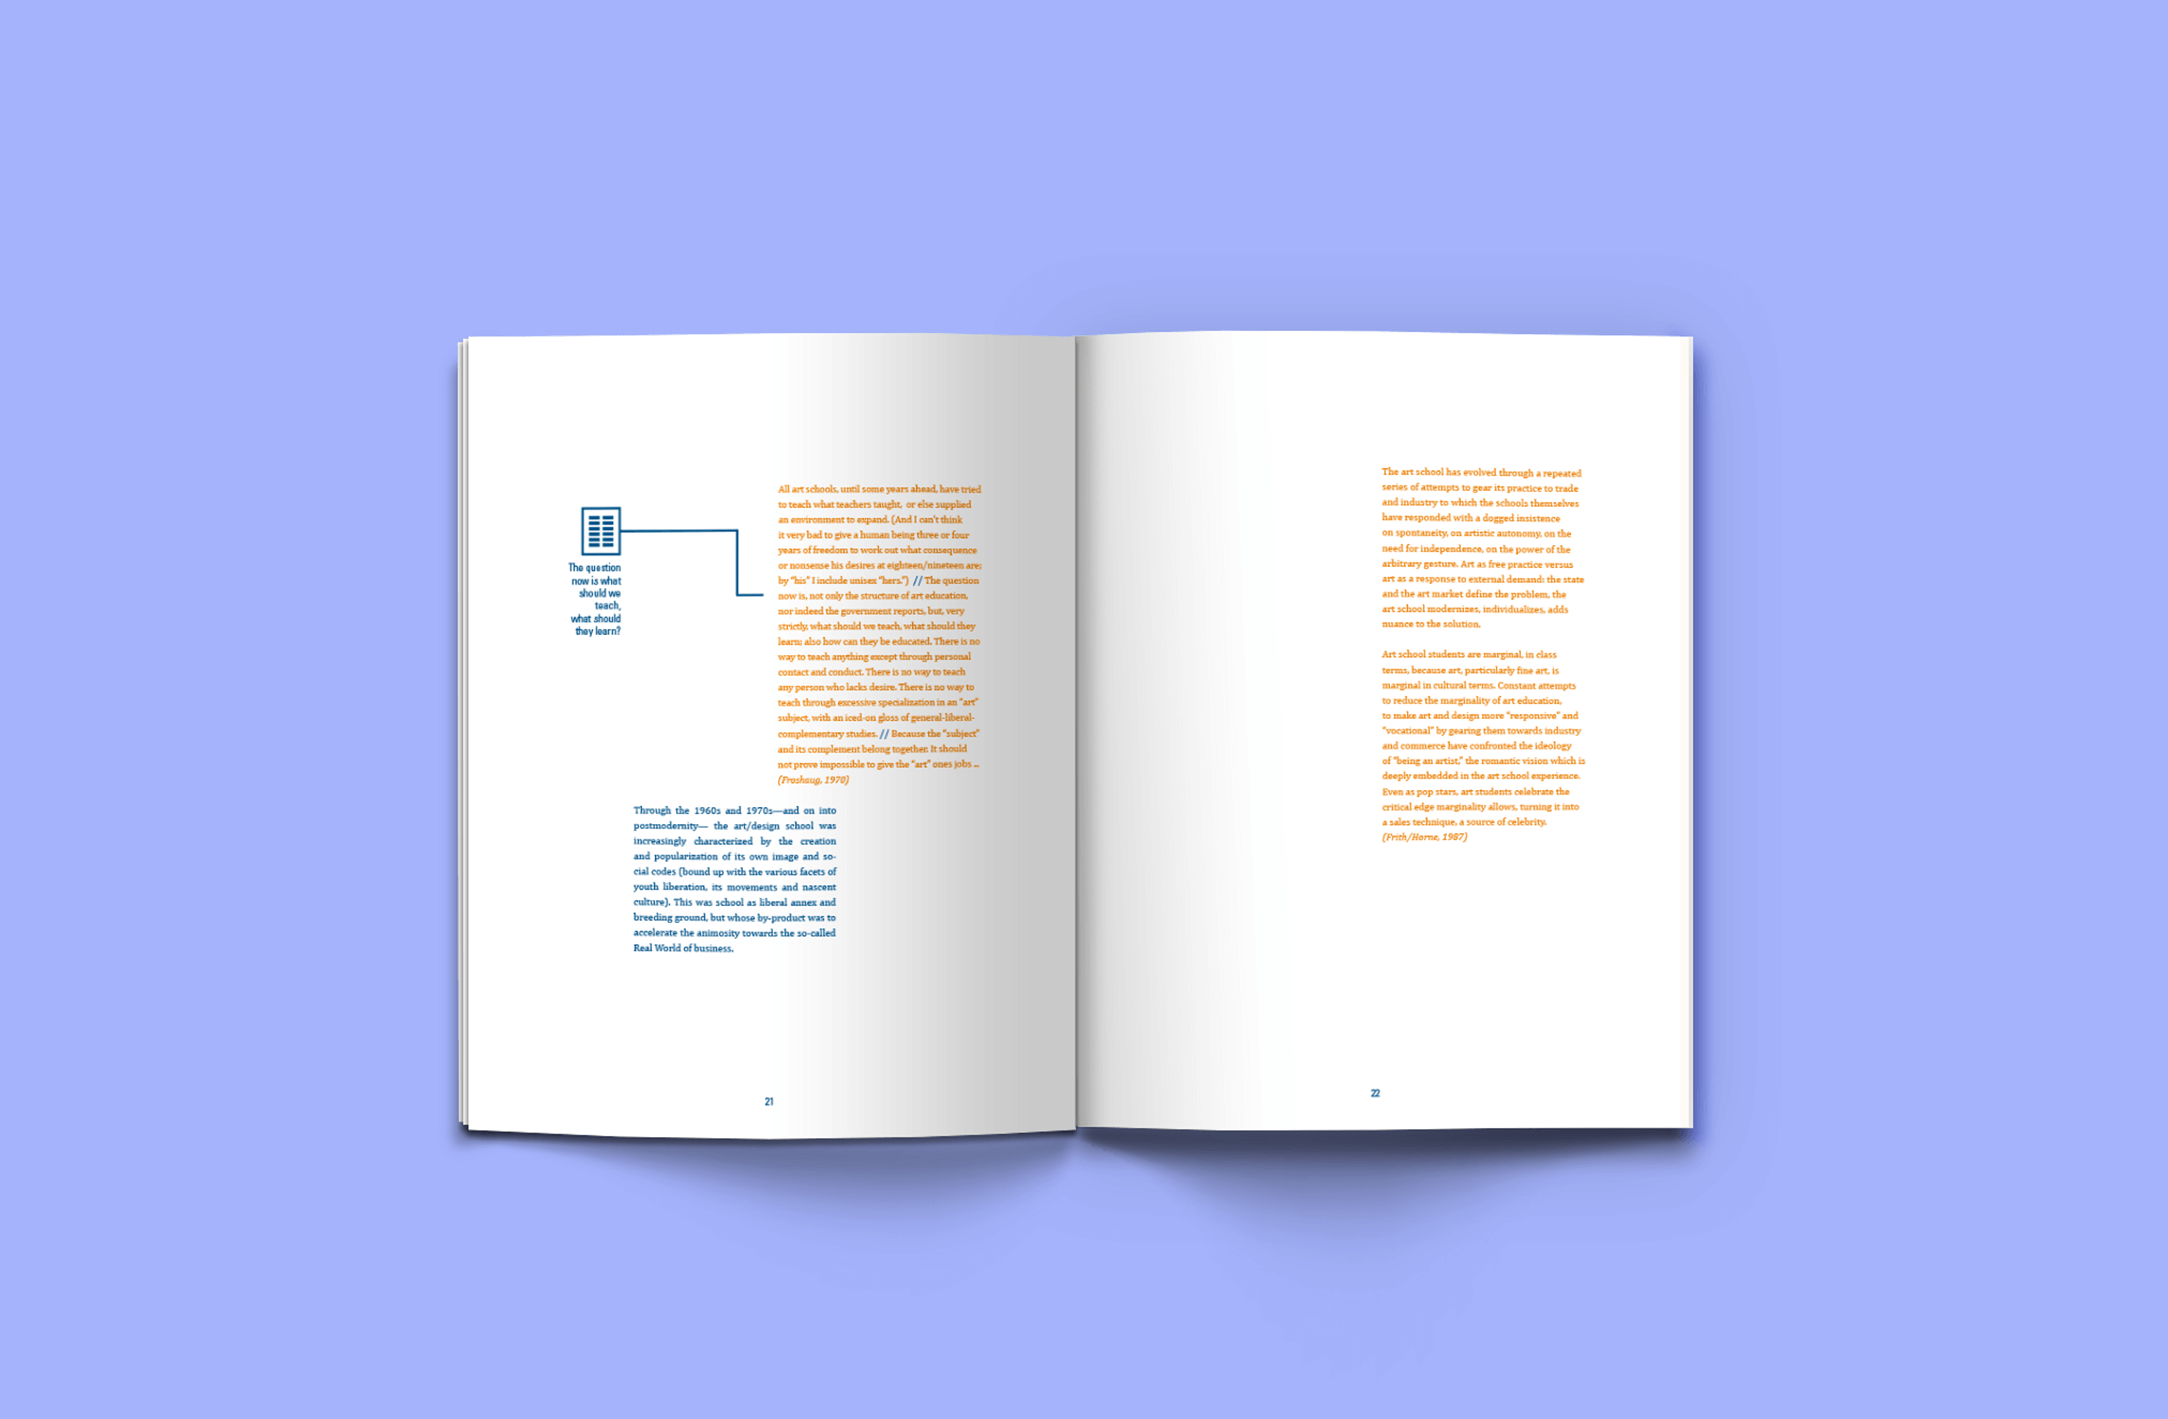 The question
now is what
should we
teach,
what should
they learn?
All art schools, until some years ahead, have tried
to teach what teachers taught, or else supplied
an environment to expand. (And I can't think
it very bad to give a human being three or four
years of freedom to work out what consequence
or nonsense his desires at eighteen/nineteen are;
by "his" I include unisex "hers.") // The question
now is, not only the structure of art education,
nor indeed the government reports, but, very
strictly, what should we teach, what should they
learn; also how can they be educated. There is no
way to teach anything except through personal
contact and conduct. There is no way to teach
any person who lacks desire. There is no way to
teach through excessive specialization in an "art"
subject, with an iced-on gloss of general-liberal-
complementary studies. // Because the "subject"
and its complement belong together. It should
not prove impossible to give the "art" ones jobs ...
(Froshaug, 1970)
Through the 1960s and 1970s—and on into
postmodernity— the art/design school was
increasingly characterized by the creation
and popularization of its own image and so-
cial codes (bound up with the various facets of
youth liberation, its movements and nascent
culture). This was school as liberal annex and
breeding ground, but whose by-product was to
accelerate the animosity towards the so-called
Real World of business.
21
The art school has evolved through a repeated
series of attempts to gear its practice to trade
and industry to which the schools themselves
have responded with a dogged insistence
on spontaneity, on artistic autonomy, on the
need for independence, on the power of the
arbitrary gesture. Art as free practice versus
art as a response to external demand: the state
and the art market define the problem, the
art school modernizes, individualizes, adds
nuance to the solution.
Art school students are marginal, in class
terms, because art, particularly fine art, is
marginal in cultural terms. Constant attempts
to reduce the marginality of art education,
to make art and design more "responsive" and
"vocational" by gearing them towards industry
and commerce have confronted the ideology
of "being an artist," the romantic vision which is
deeply embedded in the art school experience.
Even as pop stars, art students celebrate the
critical edge marginality allows, turning it into
a sales technique, a source of celebrity.
(Frith/Horne, 1987)
22